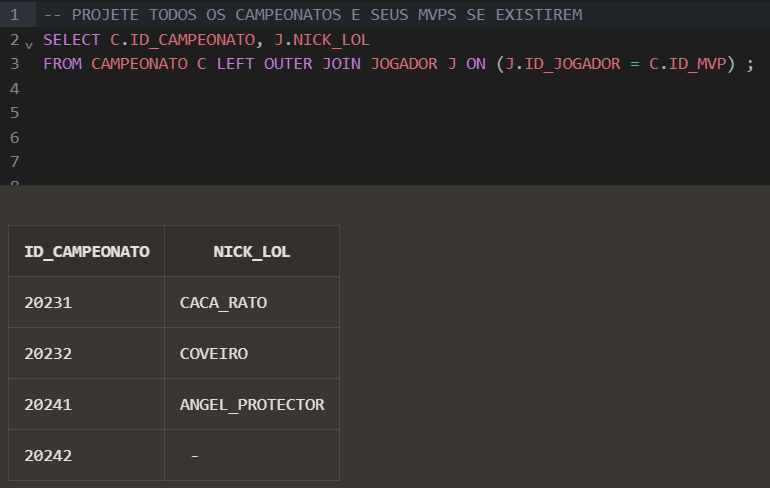 1 -- PROJETE TODOS OS CAMPEONATOS E SEUS MVPS SE EXISTIREM
2 SELECT C.ID_CAMPEONATO, J.NICK_LOL
3 FROM CAMPEONATO C LEFT OUTER JOIN JOGADOR J ON (J.ID_JOGADOR = C.ID_MVP) ;
4
5
6
7
8
ID_CAMPEONATO NICK_LOL
20231 CACA_RATO
20232 COVEIRO
20241 ANGEL_PROTECTOR
20242 -